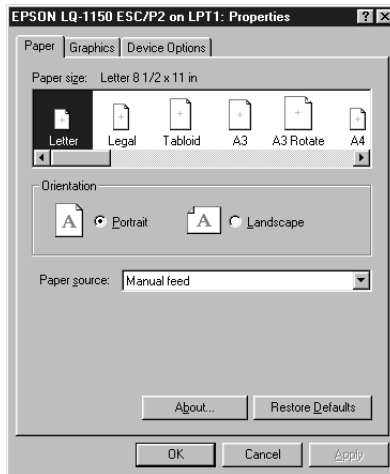 EPSON LQ-1150 ESC/P2 on LPT1: Properties
Paper Graphics Device Options
Paper size: Letter 8 1/2 x 11 in
Letter Legal Tabloid A3 A3 Rotate A4
Orientation
A Portrait A Landscape
Paper source: Manual feed
About... Restore Defaults
OK Cancel Apply